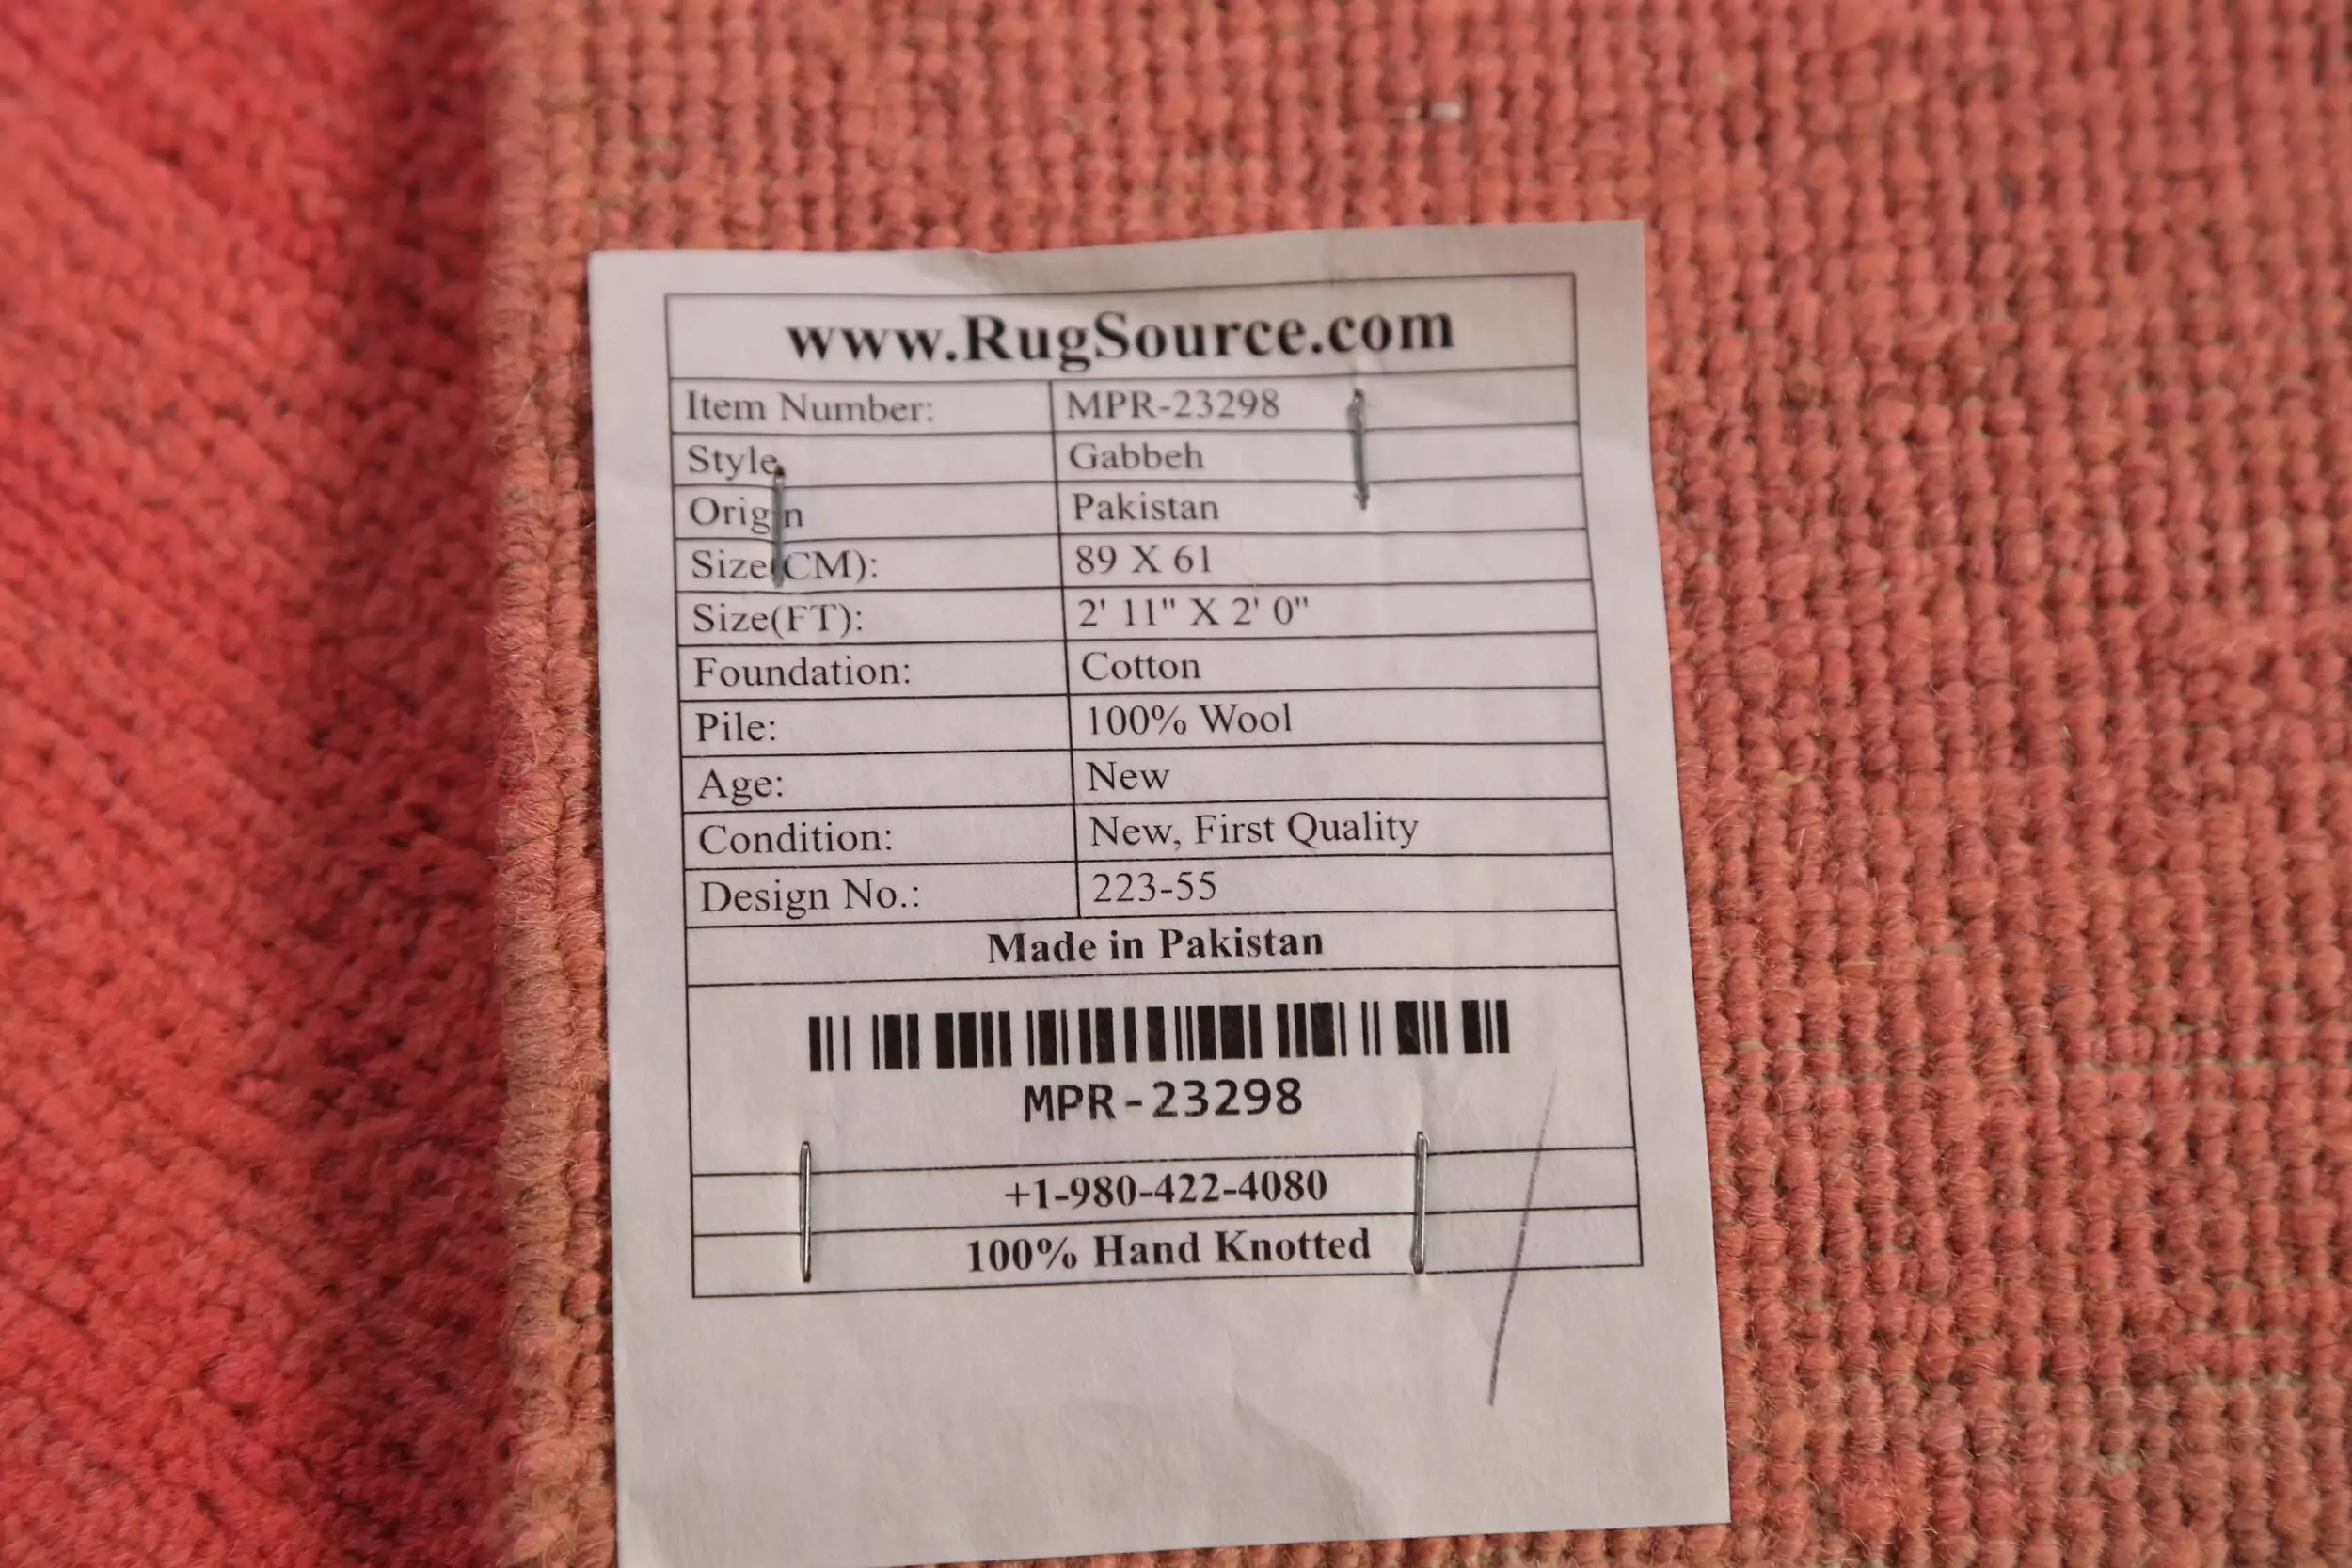 www.RugSource.com
Item Number: MPR-23298
Style Gabbeh
Origin Pakistan
Size(CM): 89 X 61
Size(FT): 2' 11" X 2' 0"
Foundation: Cotton
Pile: 100% Wool
Age: New
Condition: New, First Quality
Design No.: 223-55
Made in Pakistan
MPR-23298
+1-980-422-4080
100% Hand Knotted